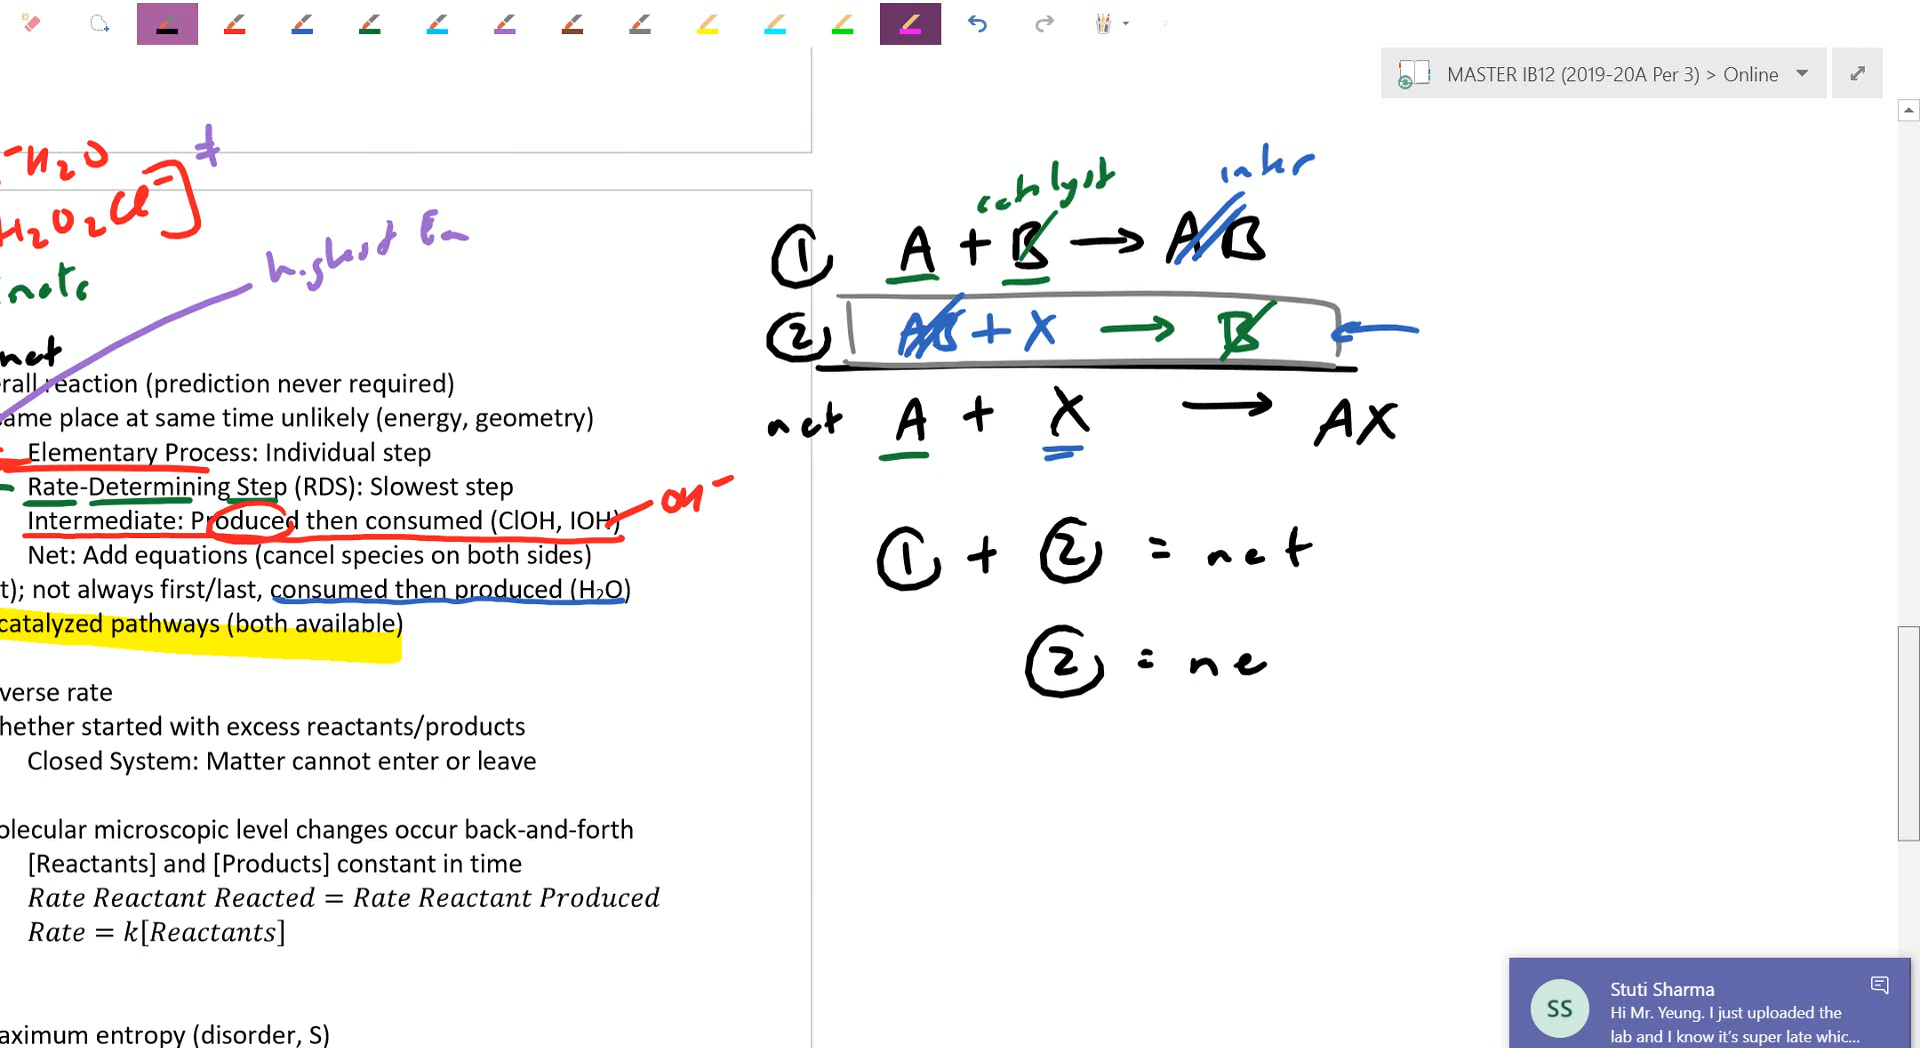 MASTER IB12 (2019-20A Per 3) > Online
-H₂O
H₂O₂Cl⁻]‡
highest Ea
net
erall reaction (prediction never required)
ame place at same time unlikely (energy, geometry)
Elementary Process: Individual step
Rate-Determining Step (RDS): Slowest step
Intermediate: Produced then consumed (ClOH, IOH)
OH⁻
Net: Add equations (cancel species on both sides)
t); not always first/last, consumed then produced (H₂O)
catalyzed pathways (both available)
verse rate
hether started with excess reactants/products
Closed System: Matter cannot enter or leave
olecular microscopic level changes occur back-and-forth
[Reactants] and [Products] constant in time
Rate Reactant Reacted = Rate Reactant Produced
Rate = k[Reactants]
aximum entropy (disorder, S)
catalyst
inter
① A + B → AB
② AB + X → B
net A + X → AX
① + ② = net
② = ne
SS
Stuti Sharma
Hi Mr. Yeung. I just uploaded the
lab and I know it's super late whic...